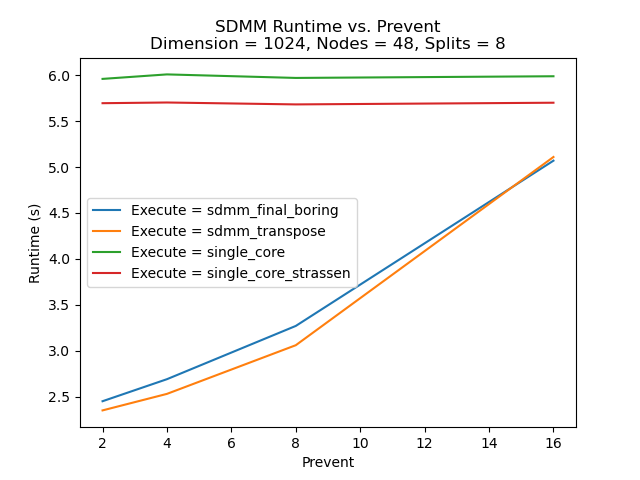 SDMM Runtime vs. Prevent
Dimension = 1024, Nodes = 48, Splits = 8
6.0
5.5
5.0
4.5
4.0
3.5
3.0
2.5
Runtime (s)
Execute = sdmm_final_boring
Execute = sdmm_transpose
Execute = single_core
Execute = single_core_strassen
2 4 6 8 10 12 14 16
Prevent